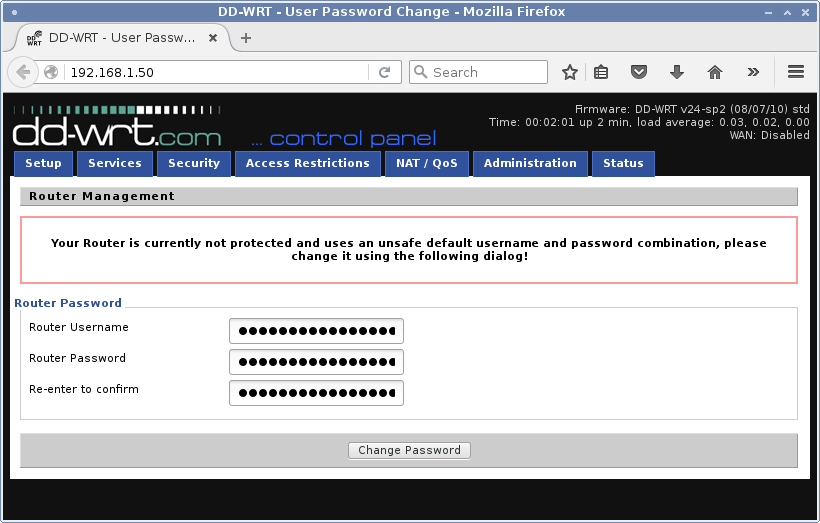 DD-WRT - User Password Change - Mozilla Firefox
DD-WRT - User Passw...
192.168.1.50
Search
dd-wrt.com
... control panel
Firmware: DD-WRT v24-sp2 (08/07/10) std
Time: 00:02:01 up 2 min, load average: 0.03, 0.02, 0.00
WAN: Disabled
Setup Services Security Access Restrictions NAT / QoS Administration Status
Router Management
Your Router is currently not protected and uses an unsafe default username and password combination, please
change it using the following dialog!
Router Password
Router Username
Router Password
Re-enter to confirm
Change Password